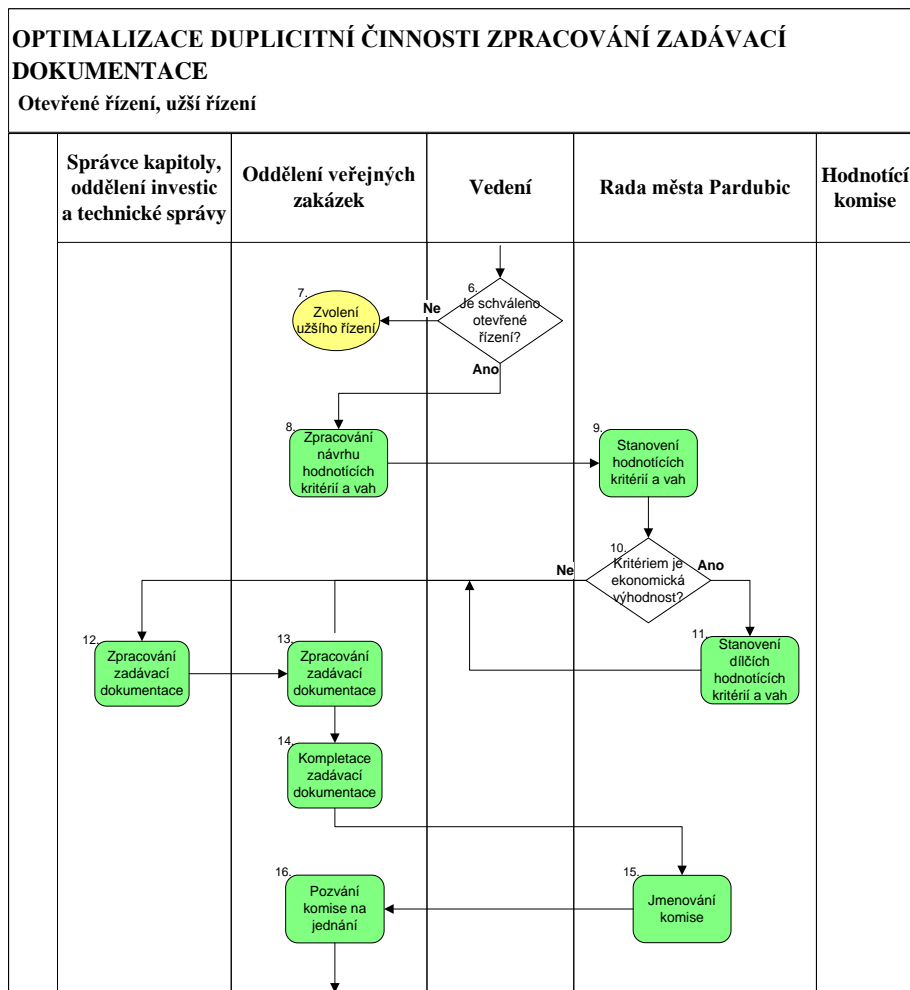 OPTIMALIZACE DUPLICITNÍ ČINNOSTI ZPRACOVÁNÍ ZADÁVACÍ
DOKUMENTACE
Otevřené řízení, užší řízení
Správce kapitoly,
oddělení investic
a technické správy
Oddělení veřejných
zakázek
Vedení
Rada města Pardubic
Hodnotící
komise
6.
Je schváleno
otevřené
řízení?
Ne
Ano
7.
Zvolení
užšího řízení
8.
Zpracování
návrhu
hodnotících
kritérií a vah
9.
Stanovení
hodnotících
kritérií a vah
10.
Kritériem je
ekonomická
výhodnost?
Ne
Ano
11.
Stanovení
dílčích
hodnotících
kritérií a vah
12.
Zpracování
zadávací
dokumentace
13.
Zpracování
zadávací
dokumentace
14.
Kompletace
zadávací
dokumentace
15.
Jmenování
komise
16.
Pozvání
komise na
jednání